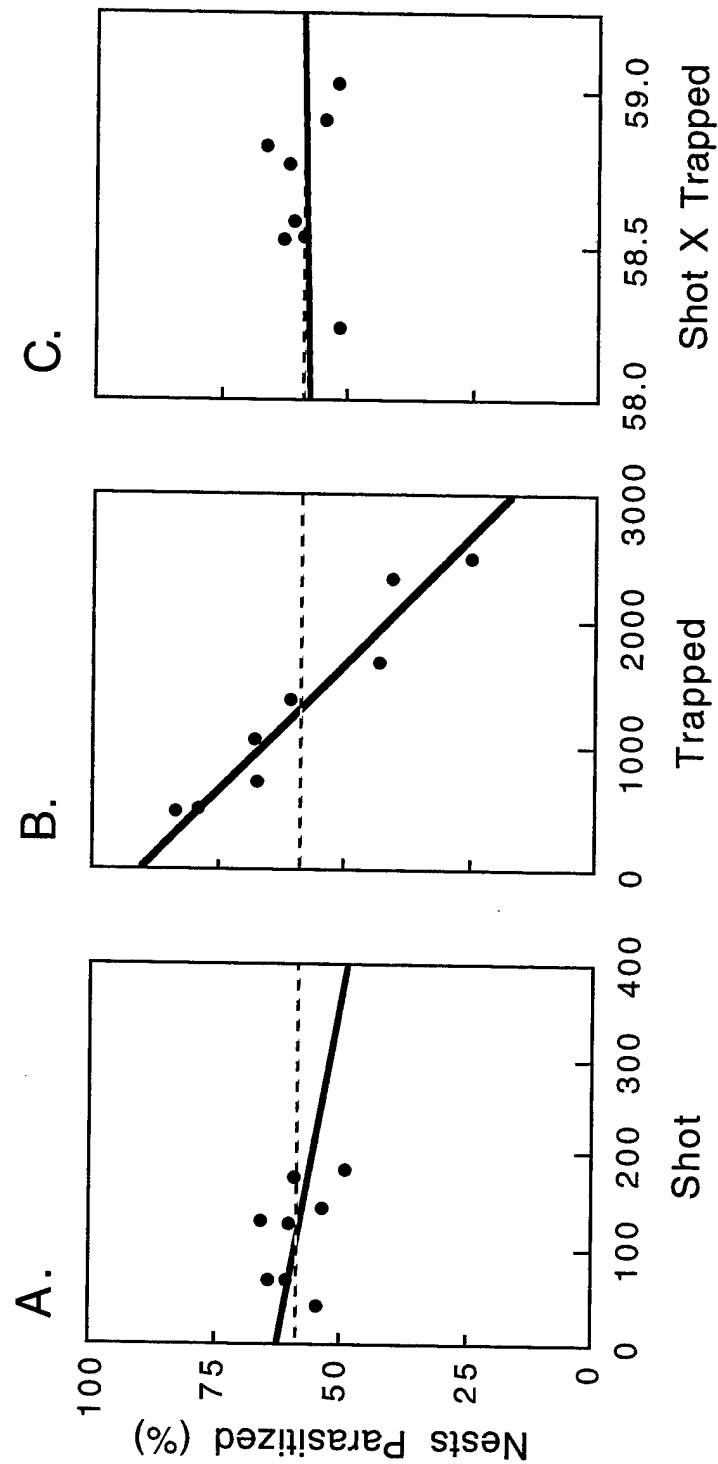 A.
B.
C.
Nests Parasitized (%)
100
75
50
25
0
0 100 200 300 400
Shot
0 1000 2000 3000
Trapped
58.0 58.5 59.0
Shot X Trapped